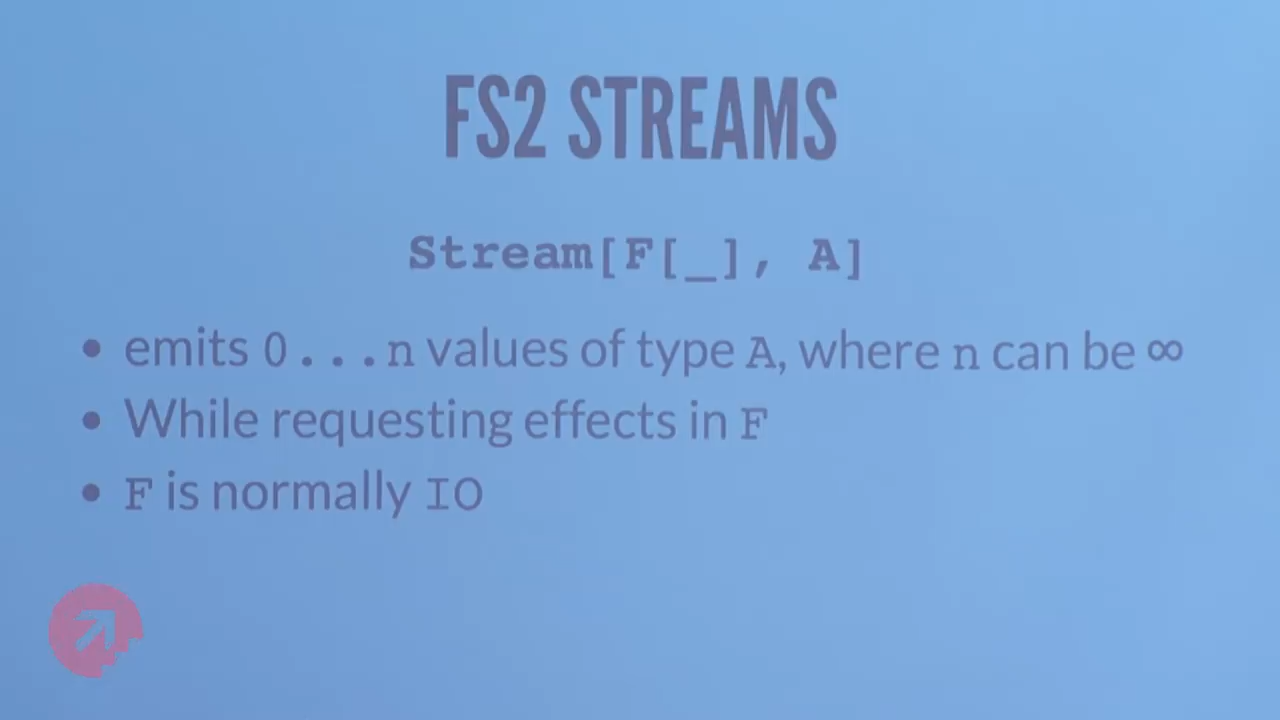 FS2 STREAMS
Stream[F[_], A]
• emits 0...n values of type A, where n can be ∞
• While requesting effects in F
• F is normally IO